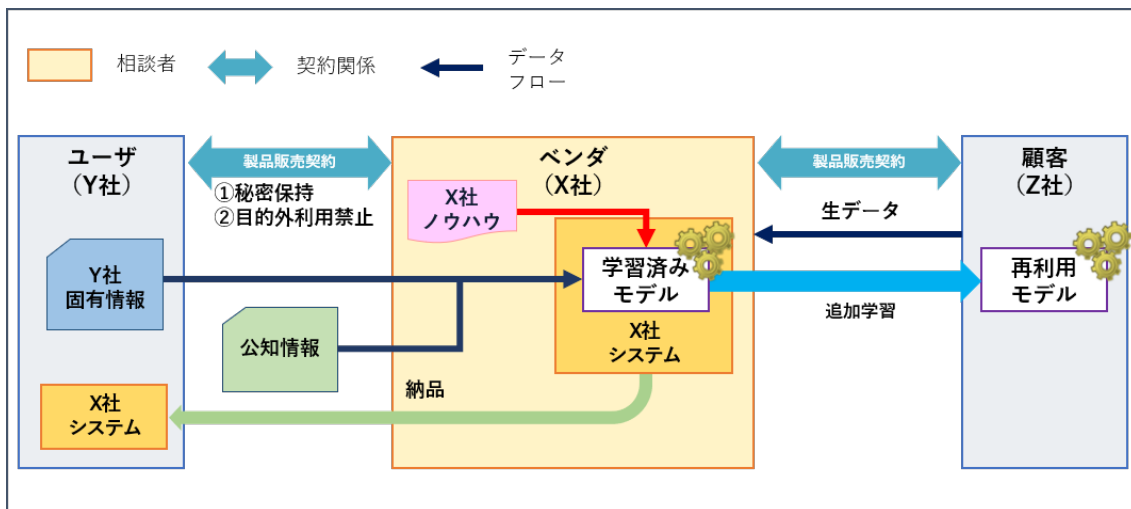 相談者
契約関係
データ
フロー
ユーザ
（Y社）
製品販売契約
①秘密保持
②目的外利用禁止
ベンダ
（X社）
製品販売契約
顧客
（Z社）
X社
ノウハウ
生データ
Y社
固有情報
学習済み
モデル
再利用
モデル
追加学習
公知情報
X社
システム
納品
X社
システム